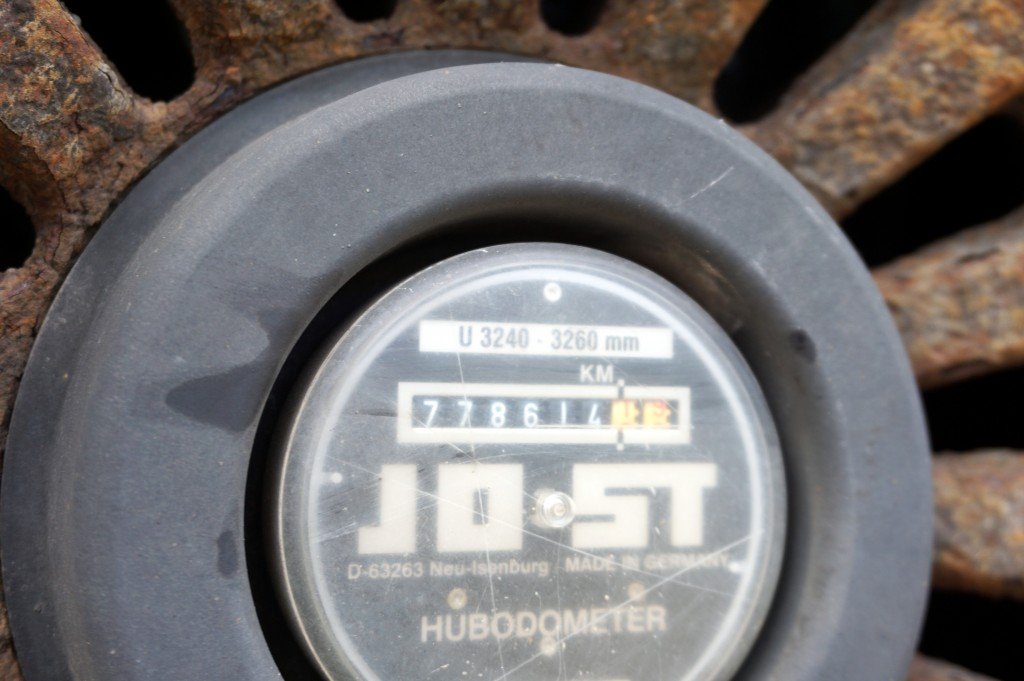 U 3240 - 3260 mm
KM
778614
JOST
D-63263 Neu-Isenburg MADE IN GERMANY
HUBODOMETER